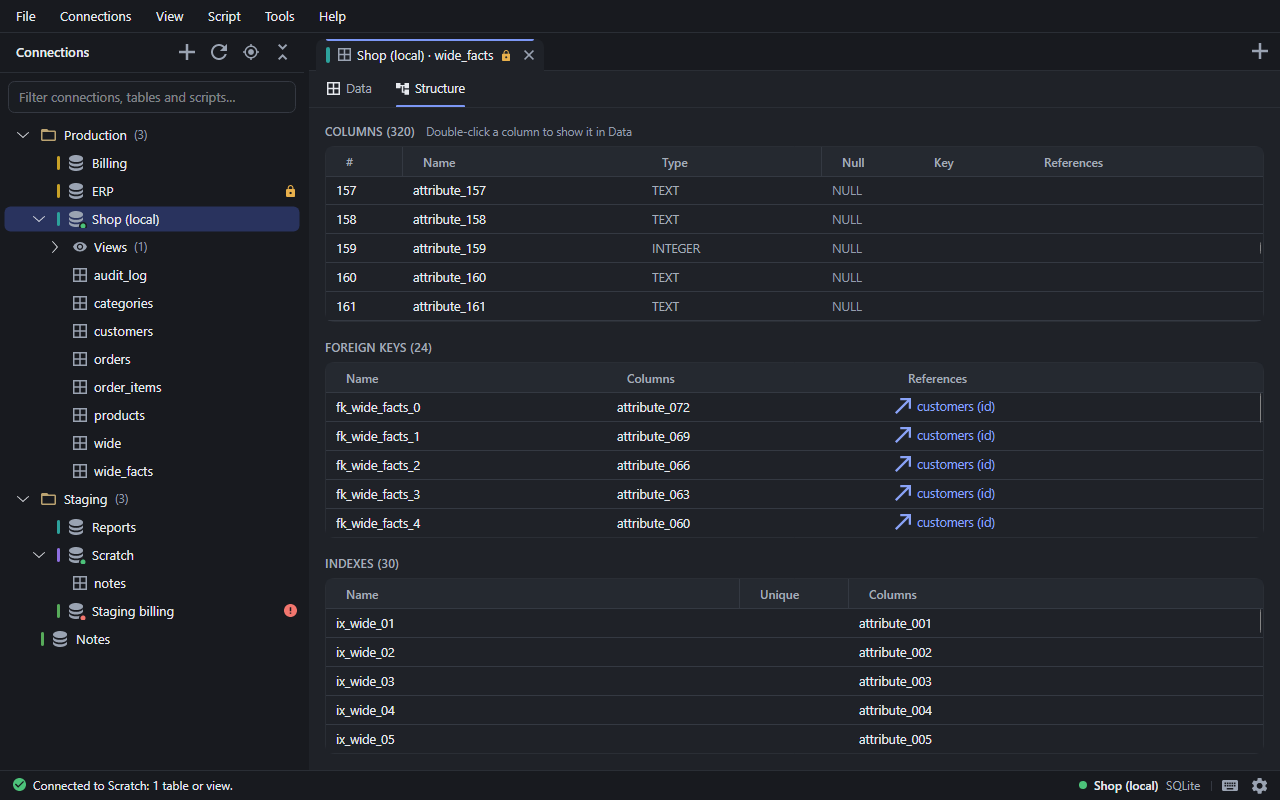 File Connections View Script Tools Help
Connections
Shop (local) · wide_facts
Filter connections, tables and scripts...
Data Structure
Production (3)
Billing
ERP
Shop (local)
Views (1)
audit_log
categories
customers
orders
order_items
products
wide
wide_facts
Staging (3)
Reports
Scratch
notes
Staging billing
Notes
COLUMNS (320) Double-click a column to show it in Data
# Name Type Null Key References
157 attribute_157 TEXT NULL
158 attribute_158 TEXT NULL
159 attribute_159 INTEGER NULL
160 attribute_160 TEXT NULL
161 attribute_161 TEXT NULL
FOREIGN KEYS (24)
Name Columns References
fk_wide_facts_0 attribute_072 customers (id)
fk_wide_facts_1 attribute_069 customers (id)
fk_wide_facts_2 attribute_066 customers (id)
fk_wide_facts_3 attribute_063 customers (id)
fk_wide_facts_4 attribute_060 customers (id)
INDEXES (30)
Name Unique Columns
ix_wide_01 attribute_001
ix_wide_02 attribute_002
ix_wide_03 attribute_003
ix_wide_04 attribute_004
ix_wide_05 attribute_005
Connected to Scratch: 1 table or view.
Shop (local) SQLite